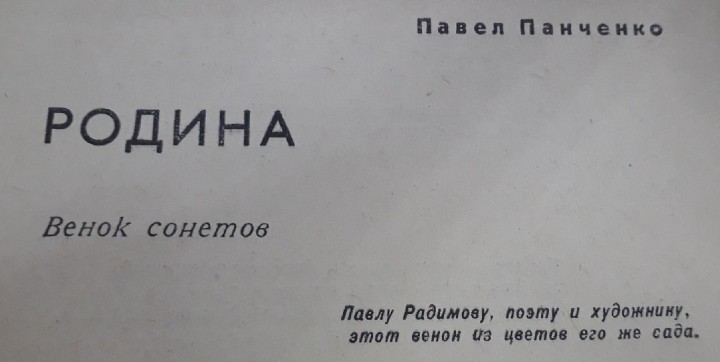 Павел Панченко
РОДИНА
Венок сонетов
Павлу Радимову, поэту и художнику,
этот венок из цветов его же сада.